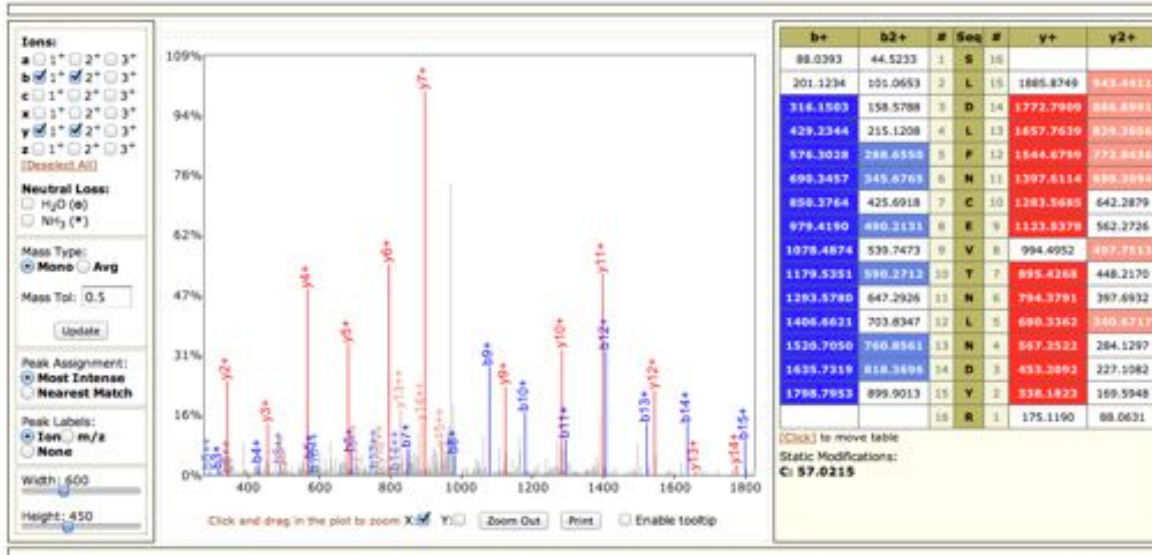 Ions:
a 1+ 2+ 3+
b 1+ 2+ 3+
c 1+ 2+ 3+
x 1+ 2+ 3+
y 1+ 2+ 3+
z 1+ 2+ 3+
[Deselect All]
Neutral Loss:
H2O (o)
NH3 (*)
Mass Type:
Mono Avg
Mass Tol: 0.5
Update
Peak Assignment:
Most Intense
Nearest Match
Peak Labels:
Ion m/z
None
Width: 600
Height: 450
109%
94%
78%
62%
47%
31%
16%
0%
b3+ y2+ b4+ y3+ y4+ y5+ y6+ b7+ y7+ b8+ b9+ y9+ b10+ y10+ b11+ y11+ b12+ b13+ y12+ b14+ y13+ y14+ b15+
400 600 800 1000 1200 1400 1600 1800
Click and drag in the plot to zoom X: Y: Zoom Out Print Enable tooltip
b+ b2+ # Seq # y+ y2+
88.0393 44.5233 1 S 16
201.1234 101.0653 2 L 15 1885.8749 943.4411
316.1503 158.5788 3 D 14 1772.7909 886.8991
429.2344 215.1208 4 L 13 1657.7639 829.3856
576.3028 288.6550 5 F 12 1544.6799 772.8436
690.3457 345.6765 6 N 11 1397.6114 699.3094
850.3764 425.6918 7 C 10 1283.5685 642.2879
979.4190 490.2131 8 E 9 1123.5378 562.2726
1078.4874 539.7473 9 V 8 994.4952 497.7513
1179.5351 590.2712 10 T 7 895.4268 448.2170
1293.5780 647.2926 11 N 6 794.3791 397.6932
1406.6621 703.8347 12 L 5 680.3362 340.6717
1520.7050 760.8561 13 N 4 567.2522 284.1297
1635.7319 818.3696 14 D 3 453.2092 227.1082
1798.7953 899.9013 15 Y 2 338.1823 169.5948
16 R 1 175.1190 88.0631
[Click] to move table
Static Modifications:
C: 57.0215